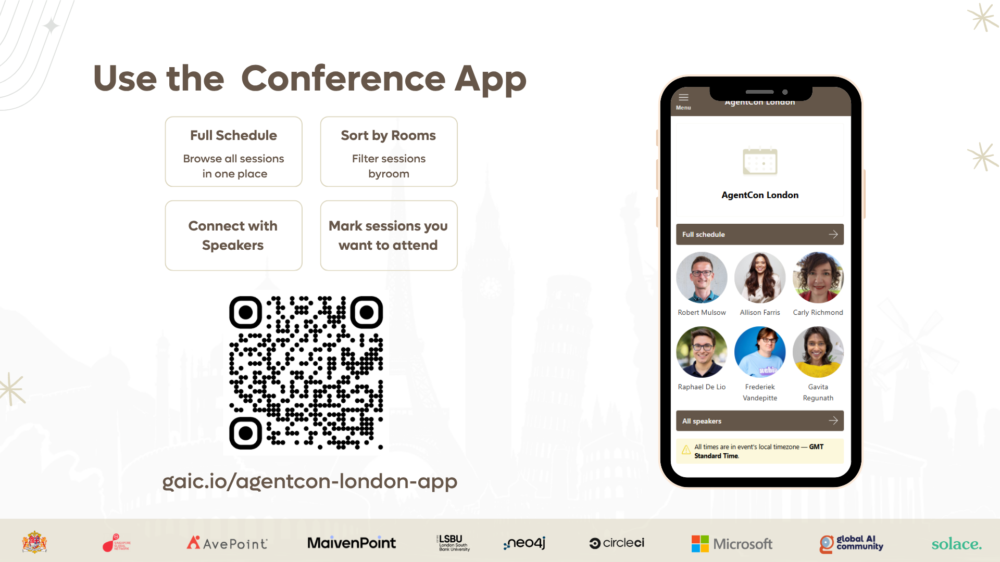 Use the Conference App
Full Schedule
Browse all sessions
in one place
Sort by Rooms
Filter sessions
byroom
Connect with
Speakers
Mark sessions you
want to attend
gaic.io/agentcon-london-app
Menu
AgentCon London
AgentCon London
Full schedule
Robert Mulsow
Allison Farris
Carly Richmond
Raphael De Lio
Frederiek
Vandepitte
Gavita
Regunath
All speakers
All times are in event's local timezone — GMT
Standard Time.
SINGAPORE
GLOBAL
NETWORK
AvePoint
MaivenPoint
LSBU
London South
Bank University
neo4j
circleci
Microsoft
global AI
community
solace.